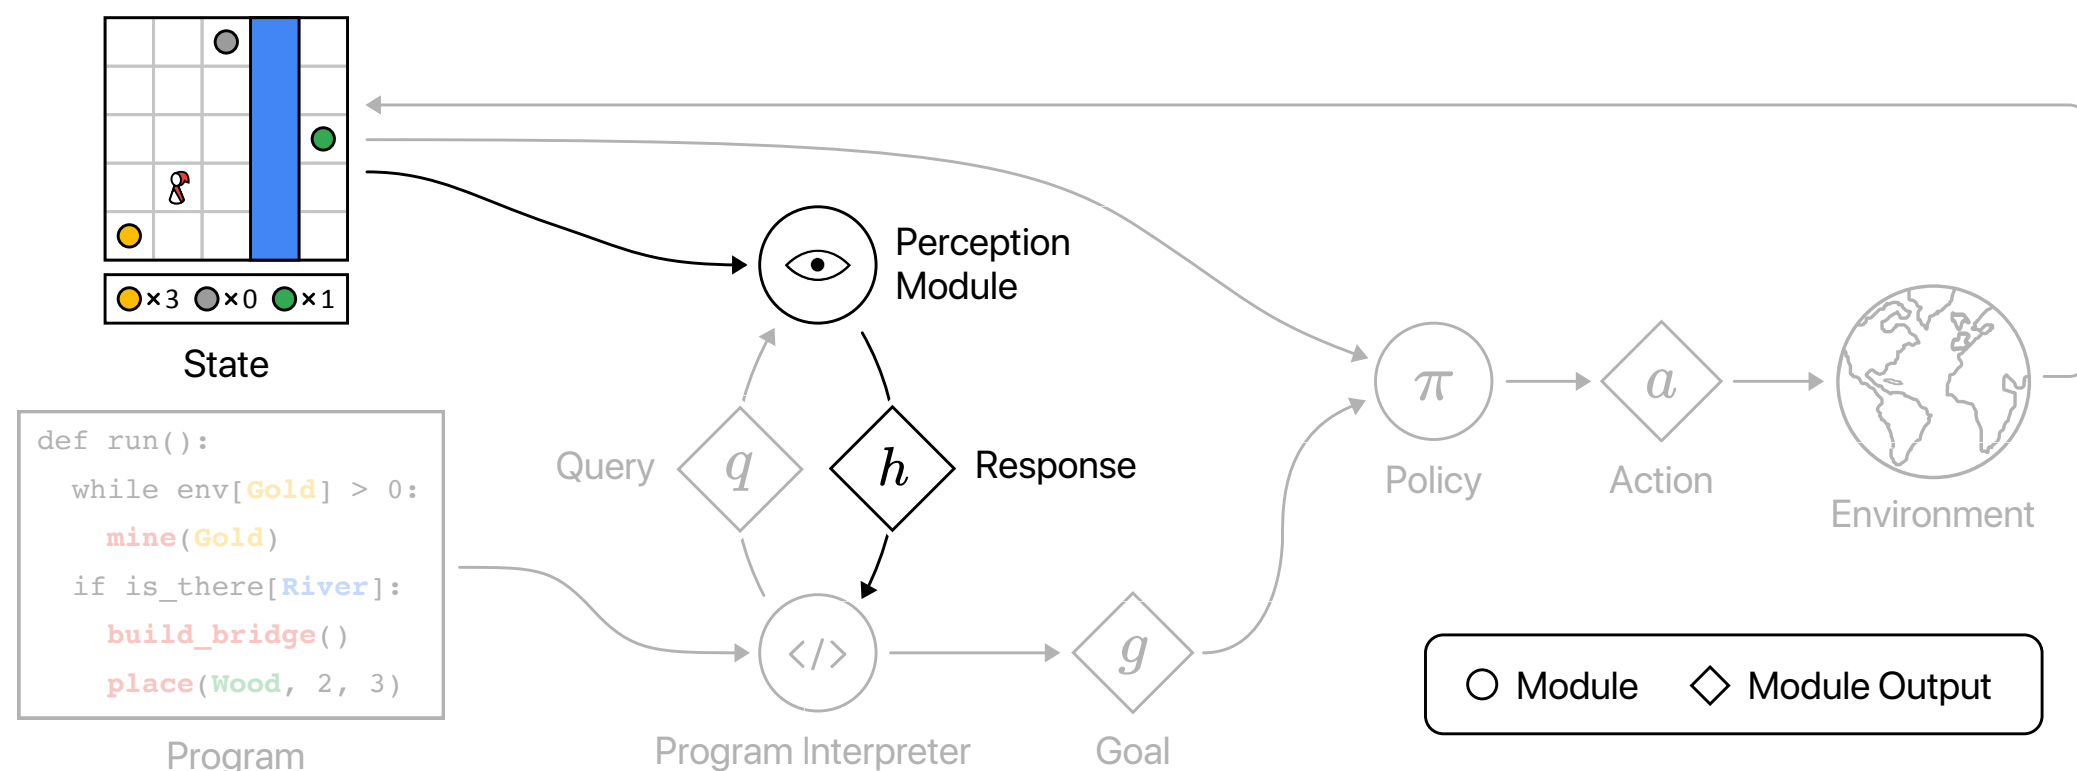 ×3 ×0 ×1
State
Perception
Module
def run():
while env[Gold] > 0:
mine(Gold)
if is_there[River]:
build_bridge()
place(Wood, 2, 3)
Program
Query
q
h
Response
</>
Program Interpreter
g
Goal
π
Policy
a
Action
Environment
Module
Module Output